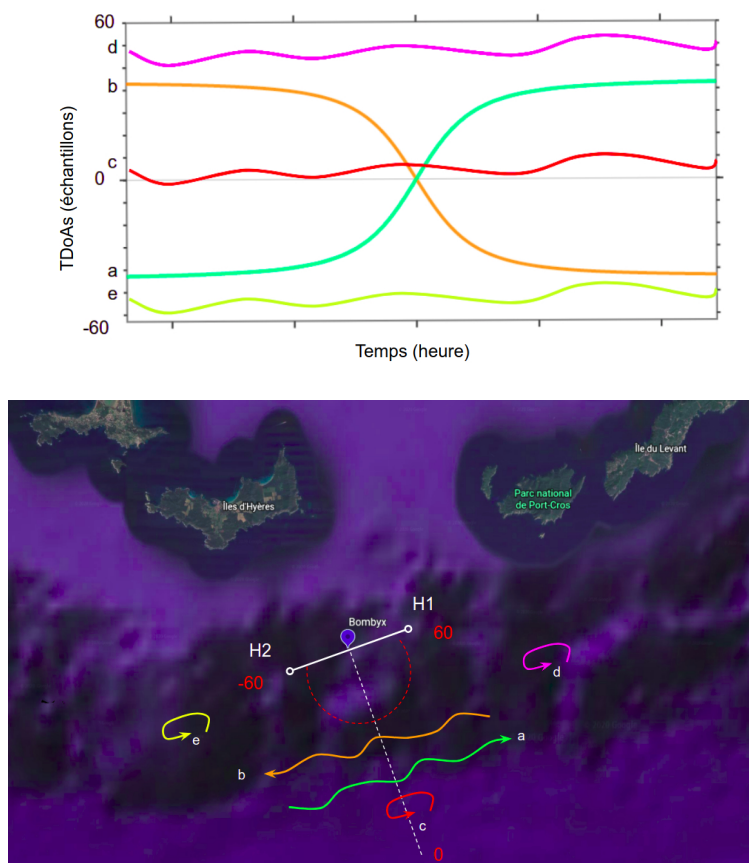 60
d
b
c
0
a
e
-60
TDoAs (échantillons)
Temps (heure)
Île du Levant
Parc national
de Port-Cros
Îles d'Hyères
H1
Bombyx
60
H2
-60
d
e
a
b
c
0